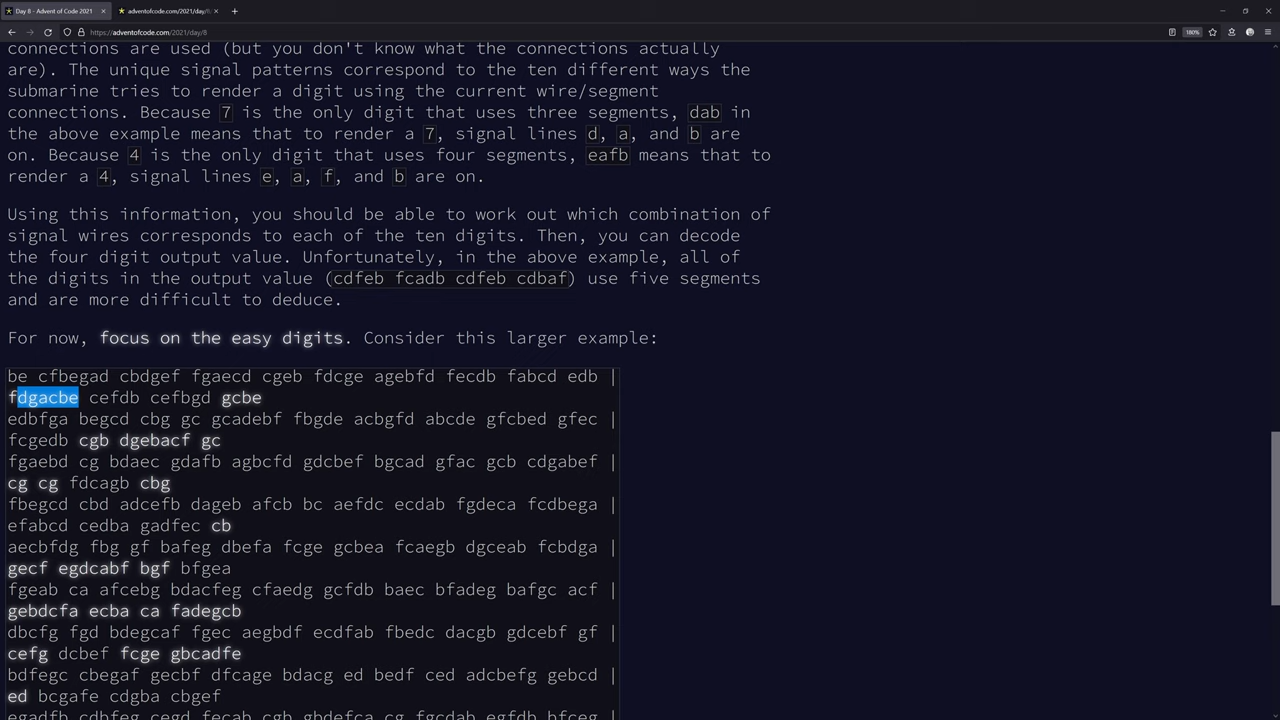 Day 8 - Advent of Code 2021
adventofcode.com/2021/day/8
https://adventofcode.com/2021/day/8
180%
connections are used (but you don't know what the connections actually
are). The unique signal patterns correspond to the ten different ways the
submarine tries to render a digit using the current wire/segment
connections. Because 7 is the only digit that uses three segments, dab in
the above example means that to render a 7, signal lines d, a, and b are
on. Because 4 is the only digit that uses four segments, eafb means that to
render a 4, signal lines e, a, f, and b are on.
Using this information, you should be able to work out which combination of
signal wires corresponds to each of the ten digits. Then, you can decode
the four digit output value. Unfortunately, in the above example, all of
the digits in the output value (cdfeb fcadb cdfeb cdbaf) use five segments
and are more difficult to deduce.
For now, focus on the easy digits. Consider this larger example:
be cfbegad cbdgef fgaecd cgeb fdcge agebfd fecdb fabcd edb |
fdgacbe cefdb cefbgd gcbe
edbfga begcd cbg gc gcadebf fbgde acbgfd abcde gfcbed gfec |
fcgedb cgb dgebacf gc
fgaebd cg bdaec gdafb agbcfd gdcbef bgcad gfac gcb cdgabef |
cg cg fdcagb cbg
fbegcd cbd adcefb dageb afcb bc aefdc ecdab fgdeca fcdbega |
efabcd cedba gadfec cb
aecbfdg fbg gf bafeg dbefa fcge gcbea fcaegb dgceab fcbdga |
gecf egdcabf bgf bfgea
fgeab ca afcebg bdacfeg cfaedg gcfdb baec bfadeg bafgc acf |
gebdcfa ecba ca fadegcb
dbcfg fgd bdegcaf fgec aegbdf ecdfab fbedc dacgb gdcebf gf |
cefg dcbef fcge gbcadfe
bdfegc cbegaf gecbf dfcage bdacg ed bedf ced adcbefg gebcd |
ed bcgafe cdgba cbgef
egadfb cdbfeg cegd fecab cgb gbdefca cg fgcdab egfdb bfceg |